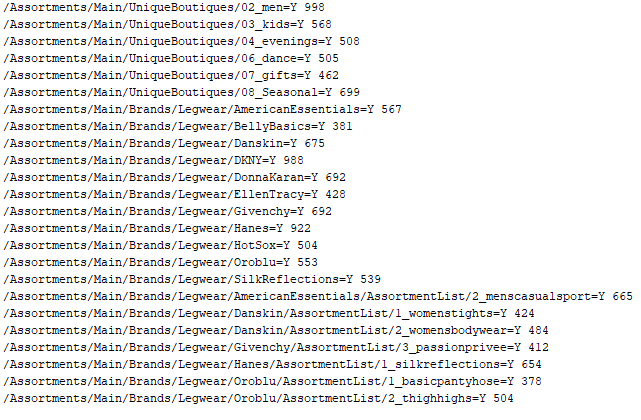 /Assortments/Main/UniqueBoutiques/02_men=Y 998
/Assortments/Main/UniqueBoutiques/03_kids=Y 568
/Assortments/Main/UniqueBoutiques/04_evenings=Y 508
/Assortments/Main/UniqueBoutiques/06_dance=Y 505
/Assortments/Main/UniqueBoutiques/07_gifts=Y 462
/Assortments/Main/UniqueBoutiques/08_Seasonal=Y 699
/Assortments/Main/Brands/Legwear/AmericanEssentials=Y 567
/Assortments/Main/Brands/Legwear/BellyBasics=Y 381
/Assortments/Main/Brands/Legwear/Danskin=Y 675
/Assortments/Main/Brands/Legwear/DKNY=Y 988
/Assortments/Main/Brands/Legwear/DonnaKaran=Y 692
/Assortments/Main/Brands/Legwear/EllenTracy=Y 428
/Assortments/Main/Brands/Legwear/Givenchy=Y 692
/Assortments/Main/Brands/Legwear/Hanes=Y 922
/Assortments/Main/Brands/Legwear/HotSox=Y 504
/Assortments/Main/Brands/Legwear/Oroblu=Y 553
/Assortments/Main/Brands/Legwear/SilkReflections=Y 539
/Assortments/Main/Brands/Legwear/AmericanEssentials/AssortmentList/2_menscasualsport=Y 665
/Assortments/Main/Brands/Legwear/Danskin/AssortmentList/1_womenstights=Y 424
/Assortments/Main/Brands/Legwear/Danskin/AssortmentList/2_womensbodywear=Y 484
/Assortments/Main/Brands/Legwear/Givenchy/AssortmentList/3_passionprivee=Y 412
/Assortments/Main/Brands/Legwear/Hanes/AssortmentList/1_silkreflections=Y 654
/Assortments/Main/Brands/Legwear/Oroblu/AssortmentList/1_basicpantyhose=Y 378
/Assortments/Main/Brands/Legwear/Oroblu/AssortmentList/2_thighhighs=Y 504